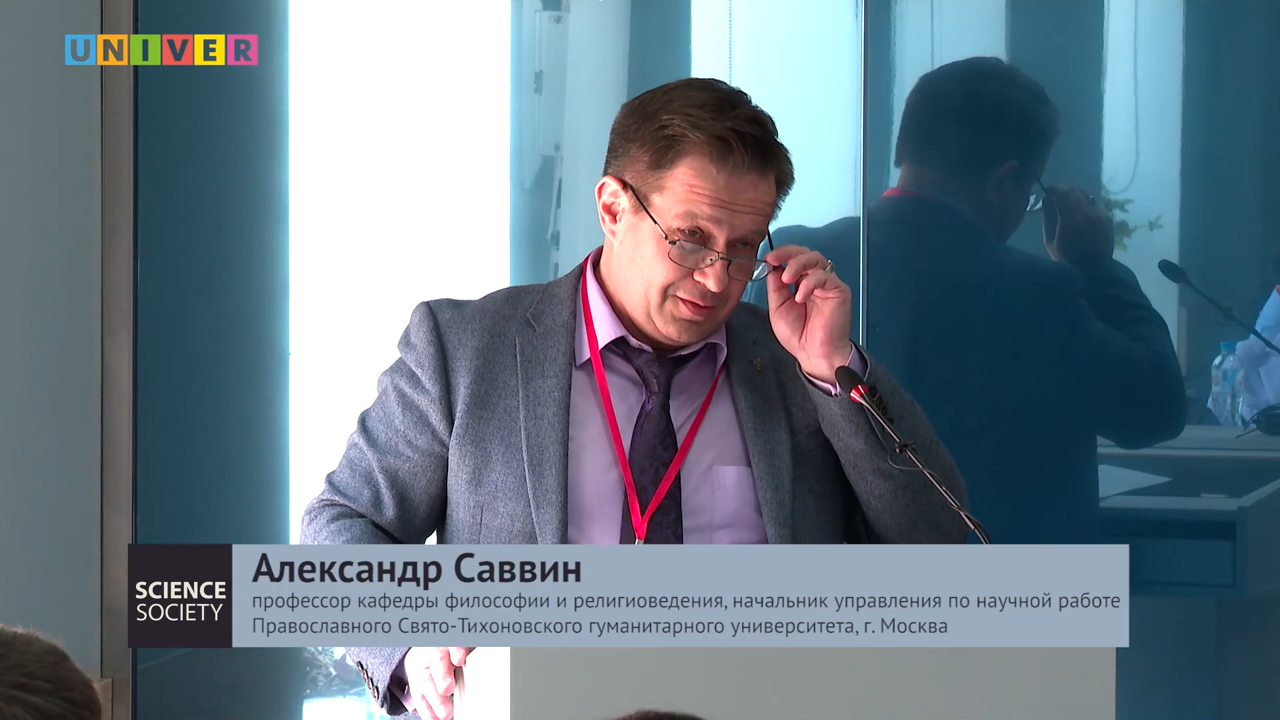 UNIVER
SCIENCE
SOCIETY
Александр Саввин
профессор кафедры философии и религиоведения, начальник управления по научной работе
Православного Свято-Тихоновского гуманитарного университета, г. Москва